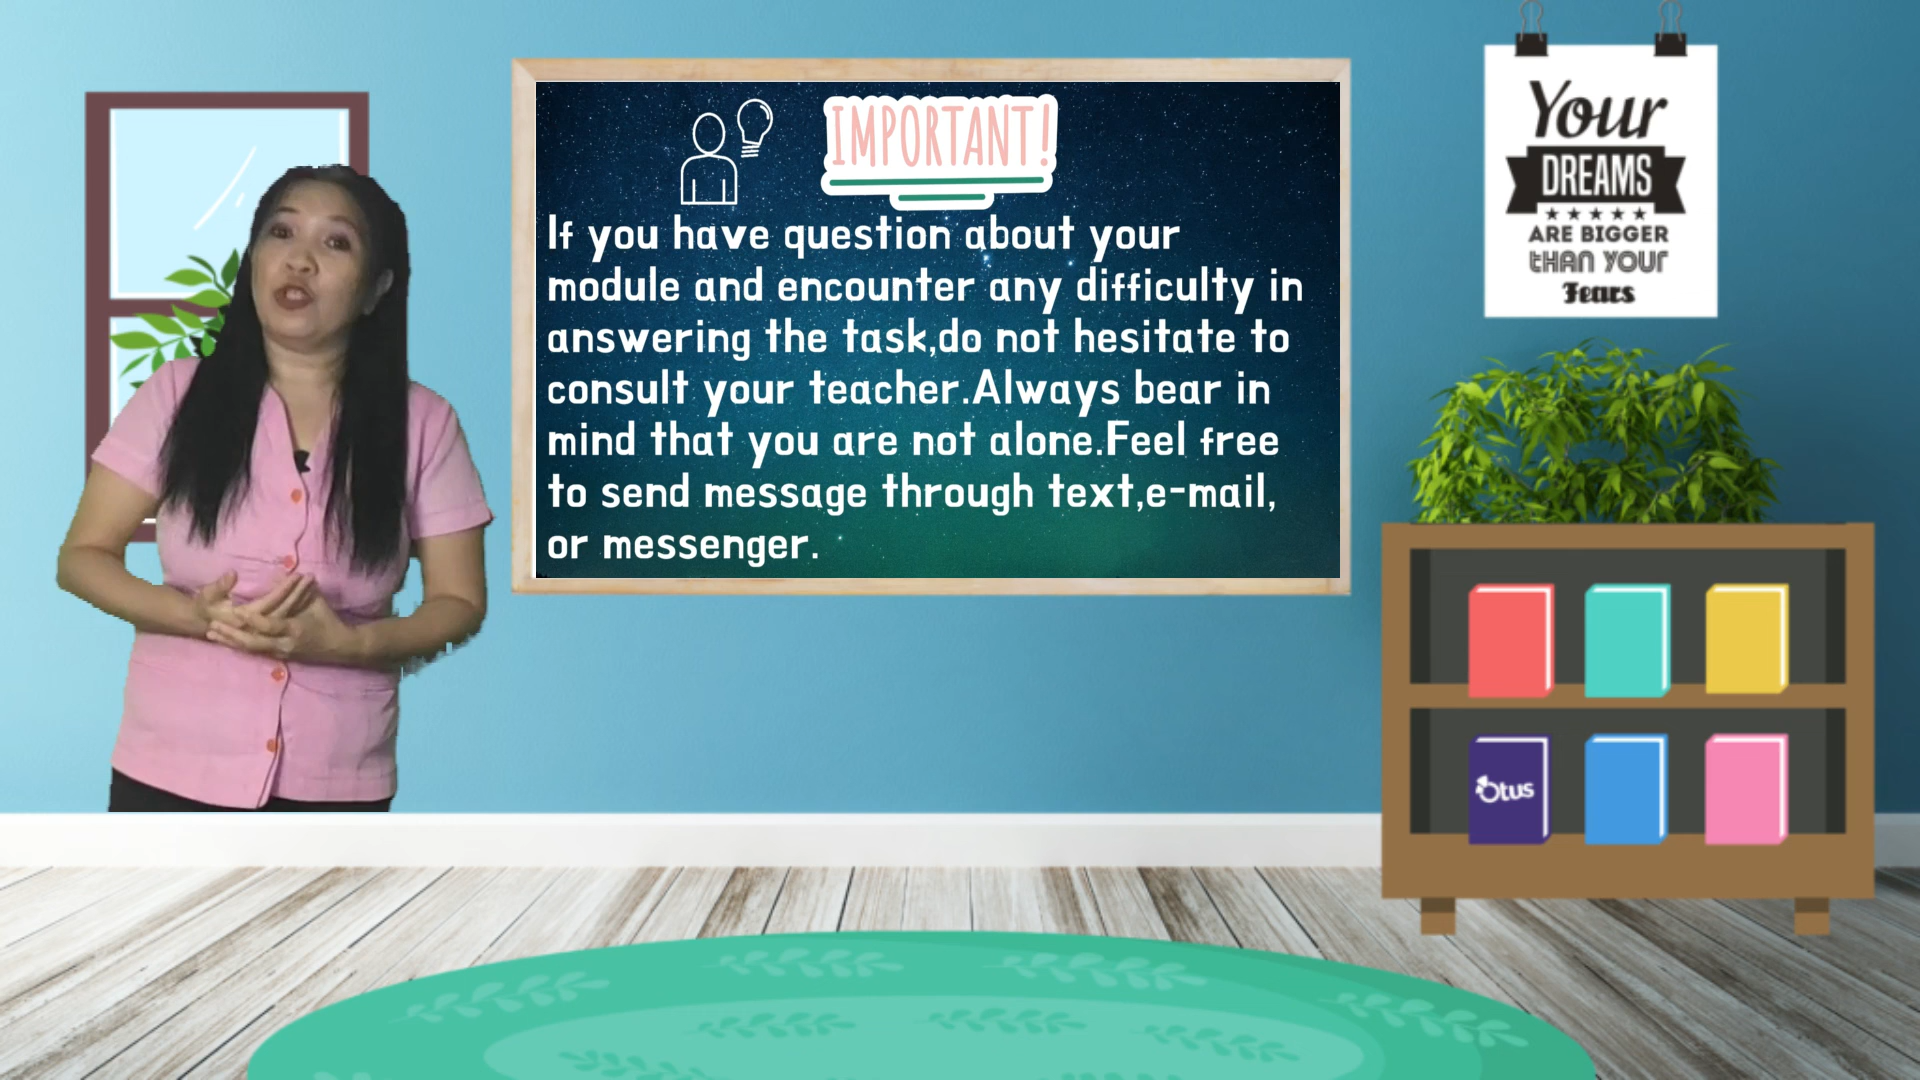 IMPORTANT!
If you have question about your
module and encounter any difficulty in
answering the task,do not hesitate to
consult your teacher.Always bear in
mind that you are not alone.Feel free
to send message through text,e-mail,
or messenger.
Your
DREAMS
ARE BIGGER
tHAN YOUr
Fears
Otus